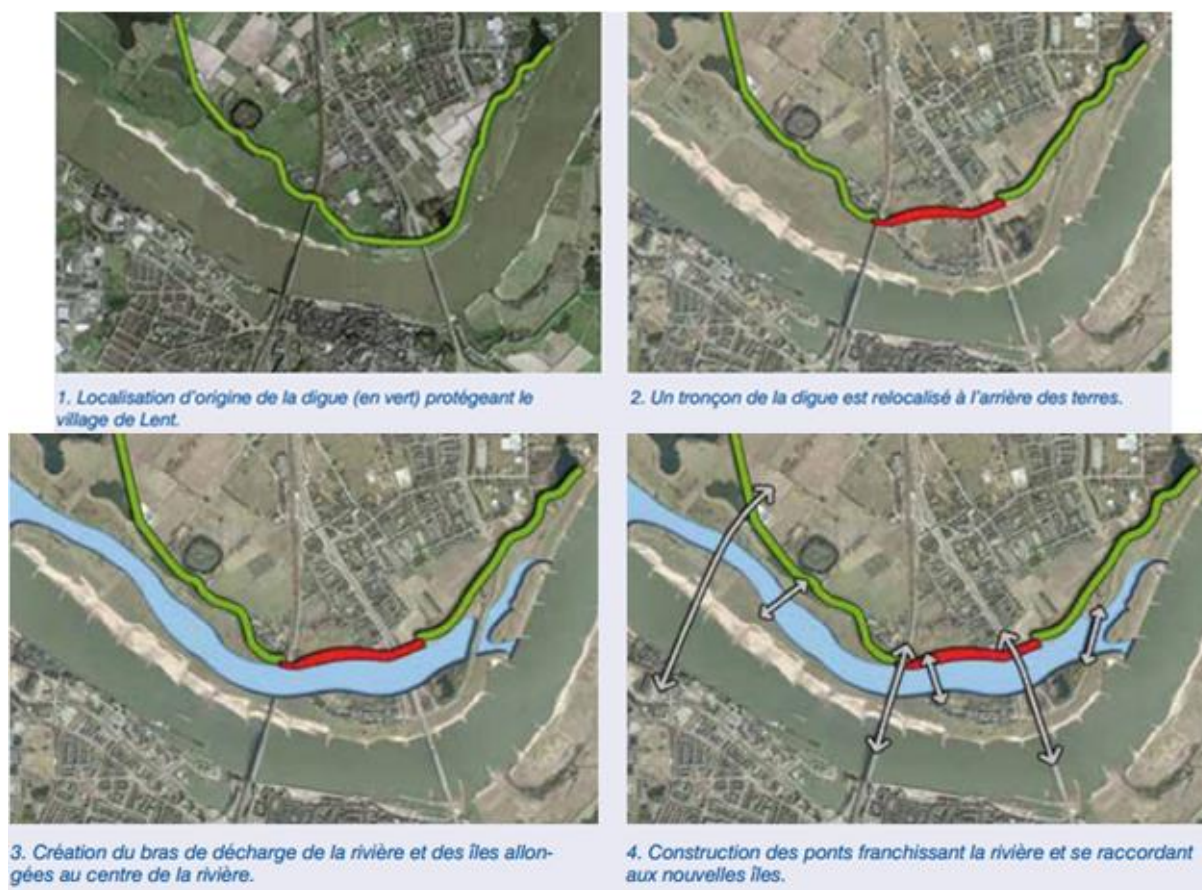 1. Localisation d'origine de la digue (en vert) protégeant le
village de Lent.
2. Un tronçon de la digue est relocalisé à l'arrière des terres.
3. Création du bras de décharge de la rivière et des îles allon-
gées au centre de la rivière.
4. Construction des ponts franchissant la rivière et se raccordant
aux nouvelles îles.